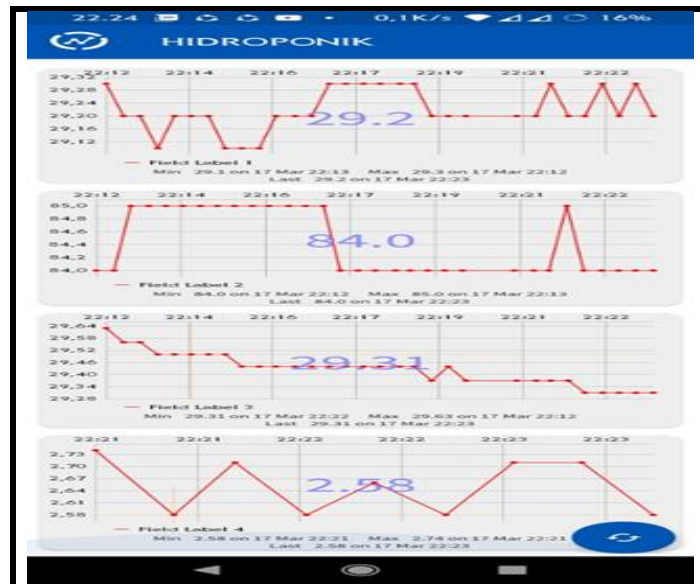 22.24 0,1K/s 16%
HIDROPONIK
22:12 22:14 22:16 22:17 22:19 22:21 22:22
29,32
29,28
29,24
29,20
29,16
29,12
29.2
Field Label 1
Min 29.1 on 17 Mar 22:13 Max 29.3 on 17 Mar 22:12
Last 29.2 on 17 Mar 22:23
22:12 22:14 22:16 22:17 22:19 22:21 22:22
85,0
84,8
84,6
84,4
84,2
84,0
84.0
Field Label 2
Min 84.0 on 17 Mar 22:12 Max 85.0 on 17 Mar 22:13
Last 84.0 on 17 Mar 22:23
22:12 22:14 22:16 22:17 22:19 22:21 22:22
29,64
29,58
29,52
29,46
29,40
29,34
29,28
29.31
Field Label 3
Min 29.31 on 17 Mar 22:22 Max 29.63 on 17 Mar 22:12
Last 29.31 on 17 Mar 22:23
22:21 22:21 22:22 22:22 22:23 22:23
2,73
2,70
2,67
2,64
2,61
2,58
2.58
Field Label 4
Min 2.58 on 17 Mar 22:21 Max 2.74 on 17 Mar 22:21
Last 2.58 on 17 Mar 22:23